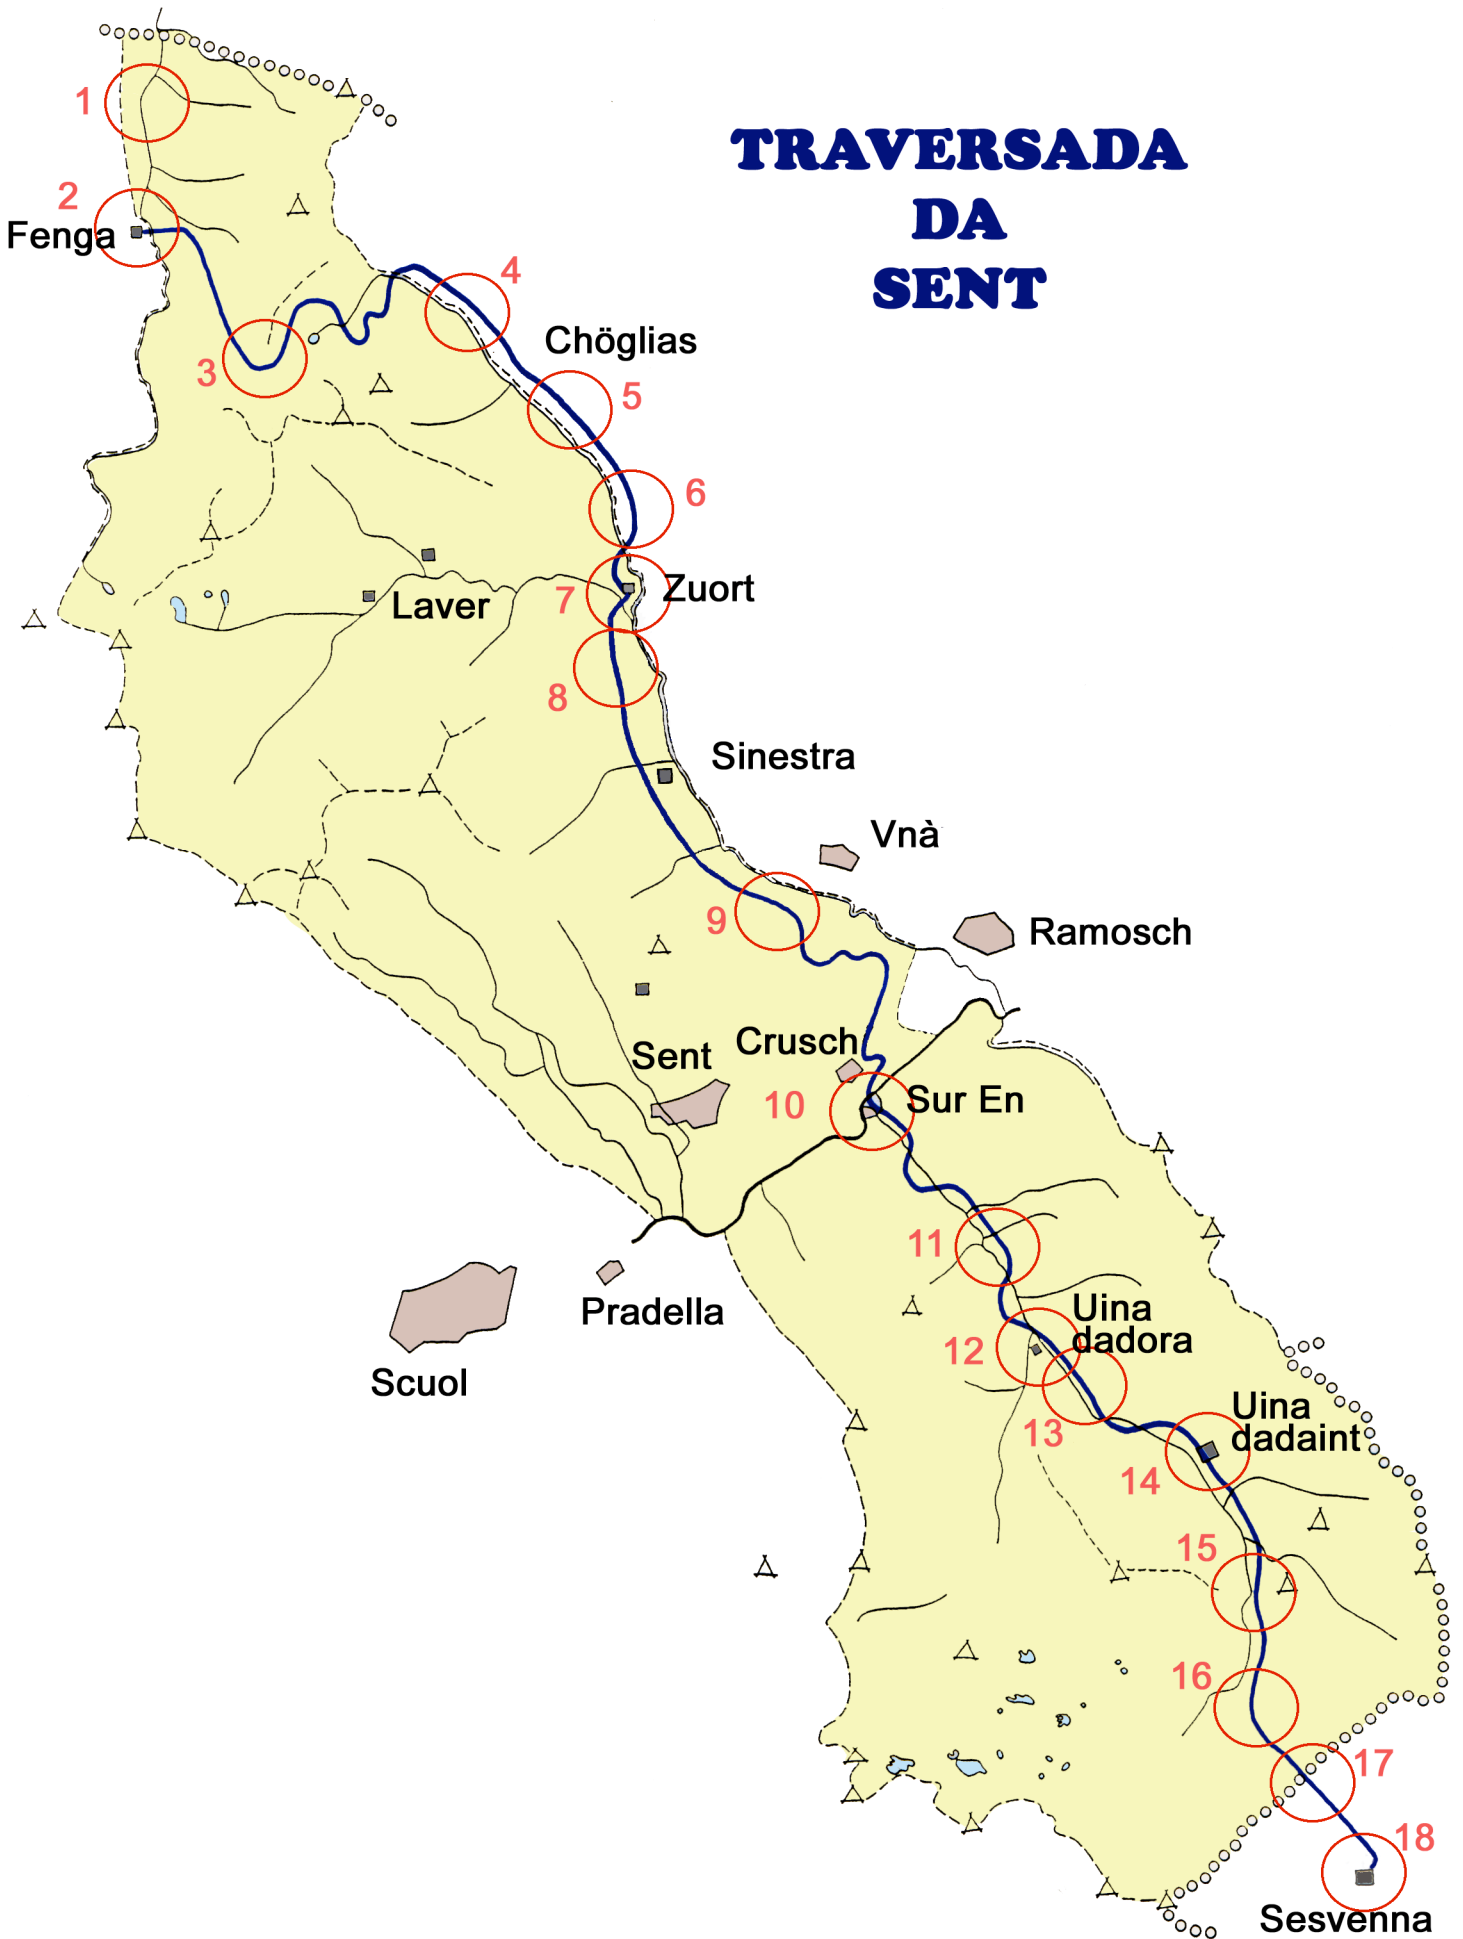 1
TRAVERSADA
DA
SENT
2
Fenga
4
Chöglias
3
5
6
Zuort
7
Laver
8
Sinestra
Vnà
9
Ramosch
Crusch
Sent
10
Sur En
11
Pradella
Uina
dadora
12
Scuol
13
Uina
dadaint
14
15
16
17
18
Sesvenna